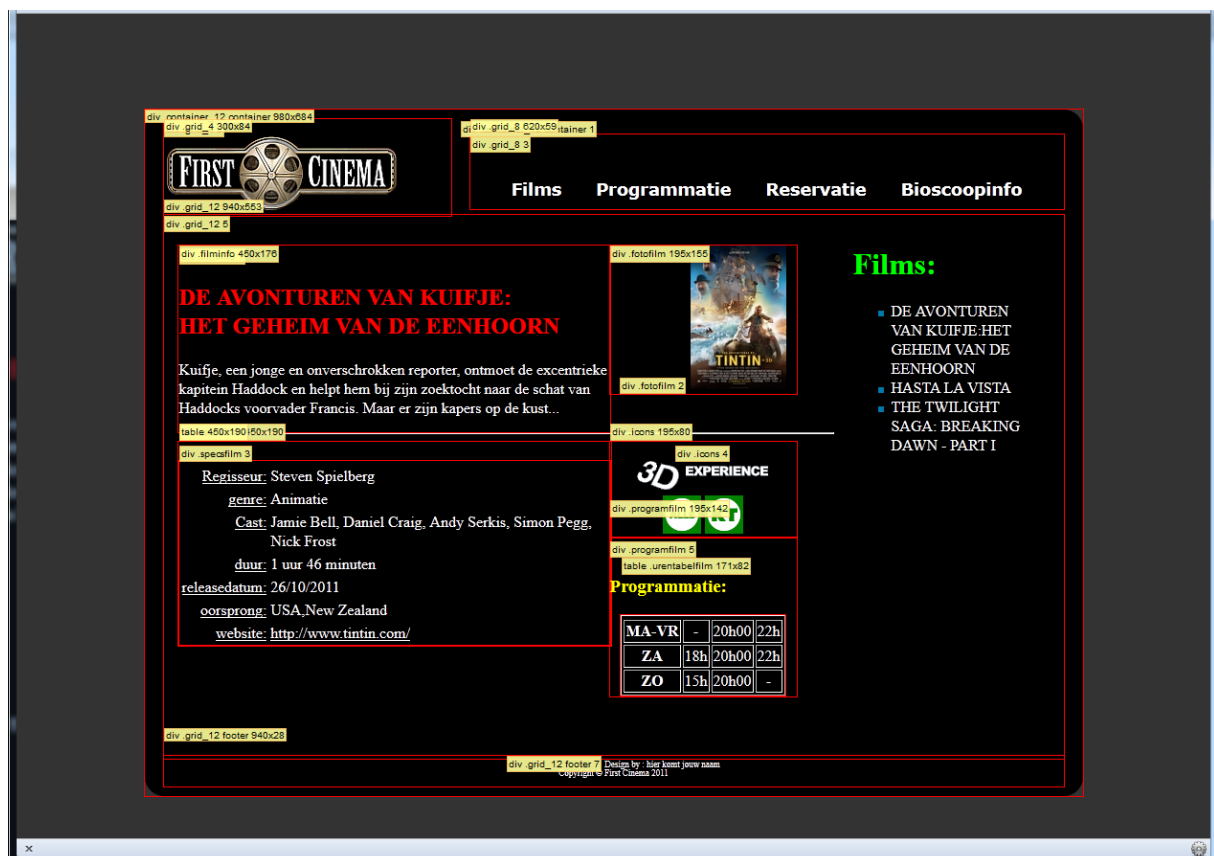 div .container_12 container 980x684
div .grid_4 300x84
div .grid_8 620x59
div .grid_8 3
FIRST CINEMA
Films Programmatie Reservatie Bioscoopinfo
div .grid_12 940x553
div .grid_12 5
div .filminfo 450x176
div .fotofilm 195x155
Films:
DE AVONTUREN VAN KUIFJE:
HET GEHEIM VAN DE EENHOORN
Kuifje, een jonge en onverschrokken reporter, ontmoet de excentrieke
kapitein Haddock en helpt hem bij zijn zoektocht naar de schat van
Haddocks voorvader Francis. Maar er zijn kapers op de kust...
TINTIN
div .fotofilm 2
DE AVONTUREN
VAN KUIFJE:HET
GEHEIM VAN DE
EENHOORN
HASTA LA VISTA
THE TWILIGHT
SAGA: BREAKING
DAWN - PART I
table 450x190
div .icons 195x80
div .specsfilm 3
div .icons 4
Regisseur: Steven Spielberg
genre: Animatie
Cast: Jamie Bell, Daniel Craig, Andy Serkis, Simon Pegg,
Nick Frost
duur: 1 uur 46 minuten
releasedatum: 26/10/2011
oorsprong: USA,New Zealand
website: http://www.tintin.com/
3D EXPERIENCE
div .programfilm 195x142
div .programfilm 5
table .urentabelfilm 171x82
Programmatie:
MA-VR - 20h00 22h
ZA 18h 20h00 22h
ZO 15h 20h00 -
div .grid_12 footer 940x28
div .grid_12 footer 7
Design by : hier komt jouw naam
Copyright © First Cinema 2011